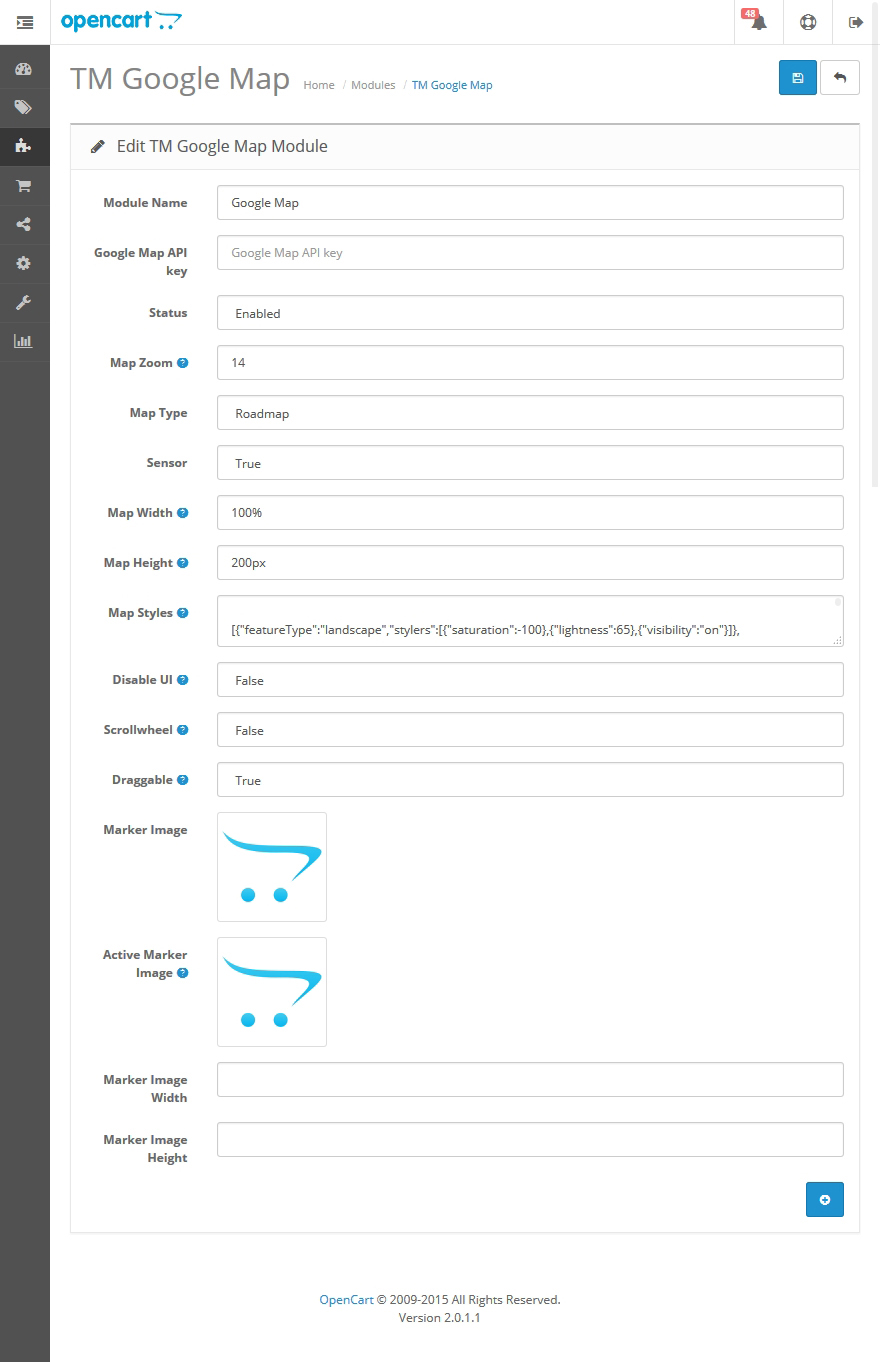 opencart
48
TM Google Map
Home / Modules / TM Google Map
Edit TM Google Map Module
Module Name
Google Map
Google Map API
key
Google Map API key
Status
Enabled
Map Zoom ?
14
Map Type
Roadmap
Sensor
True
Map Width ?
100%
Map Height ?
200px
Map Styles ?
[{"featureType":"landscape","stylers":[{"saturation":-100},{"lightness":65},{"visibility":"on"}]},
Disable UI ?
False
Scrollwheel ?
False
Draggable ?
True
Marker Image
Active Marker
Image ?
Marker Image
Width
Marker Image
Height
OpenCart © 2009-2015 All Rights Reserved.
Version 2.0.1.1